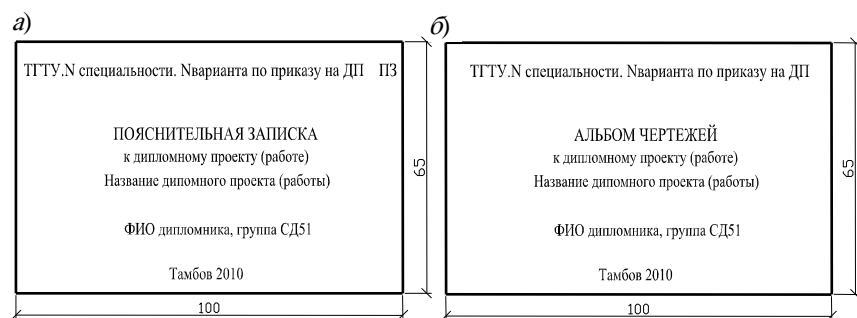 а)
ТГТУ.N специальности. Nварианта по приказу на ДП ПЗ
ПОЯСНИТЕЛЬНАЯ ЗАПИСКА
к дипломному проекту (работе)
Название дипомного проекта (работы)
ФИО дипломника, группа СД51
Тамбов 2010
65
100
б)
ТГТУ.N специальности. Nварианта по приказу на ДП
АЛЬБОМ ЧЕРТЕЖЕЙ
к дипломному проекту (работе)
Название дипомного проекта (работы)
ФИО дипломника, группа СД51
Тамбов 2010
65
100